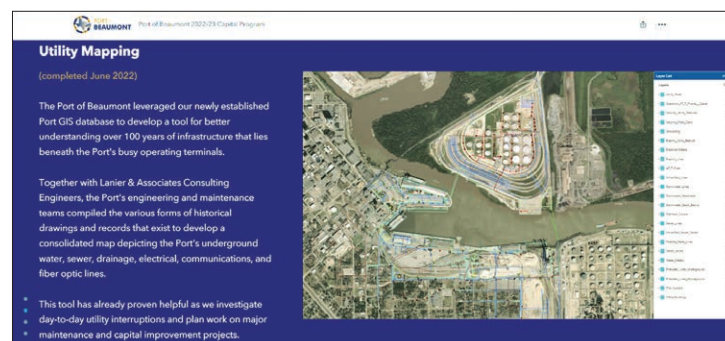 PORT
BEAUMONT
Port of Beaumont 2022-23 Capital Program
Utility Mapping
(completed June 2022)
The Port of Beaumont leveraged our newly established
Port GIS database to develop a tool for better
understanding over 100 years of infrastructure that lies
beneath the Port's busy operating terminals.
Together with Lanier & Associates Consulting
Engineers, the Port's engineering and maintenance
teams compiled the various forms of historical
drawings and records that exist to develop a
consolidated map depicting the Port's underground
water, sewer, drainage, electrical, communications, and
fiber optic lines.
This tool has already proven helpful as we investigate
day-to-day utility interruptions and plan work on major
maintenance and capital improvement projects.
Layer List
Layers